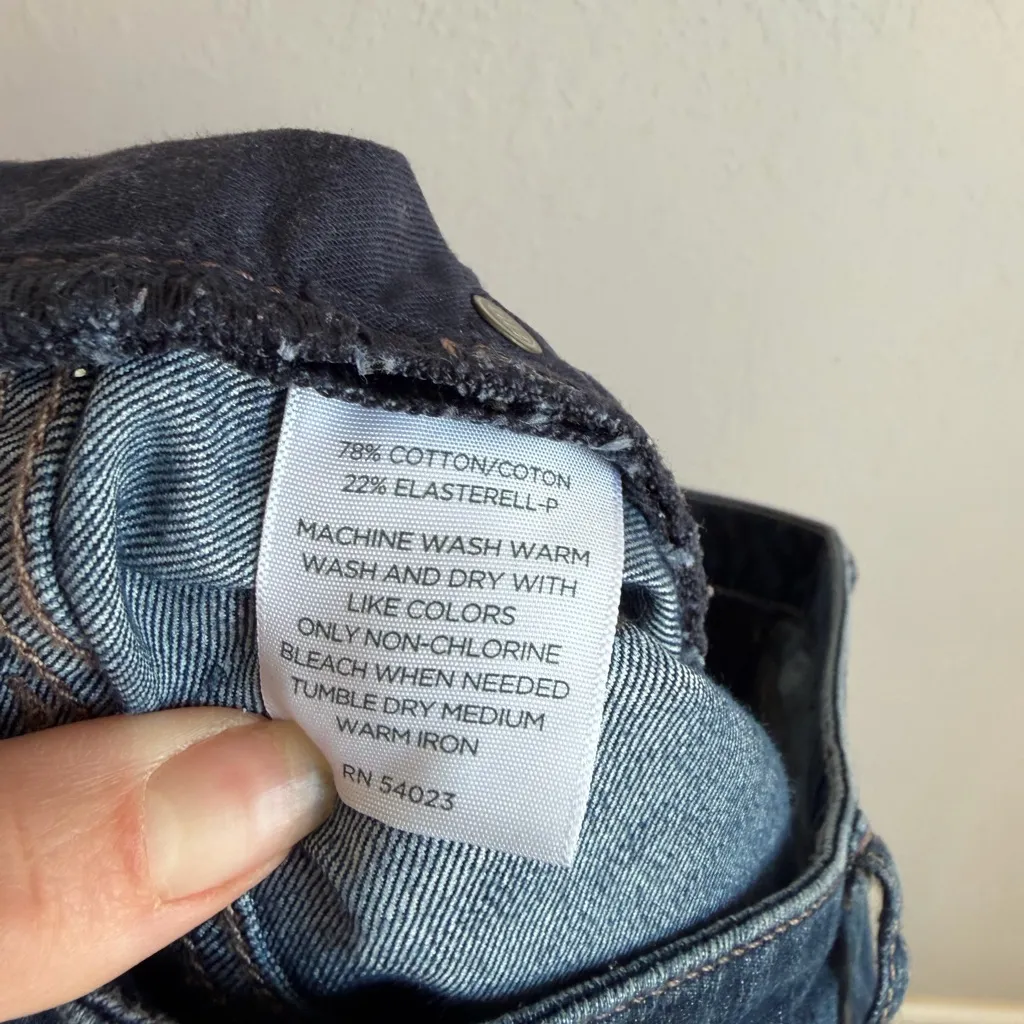 78% COTTON/COTON
22% ELASTERELL-P
MACHINE WASH WARM
WASH AND DRY WITH
LIKE COLORS
ONLY NON-CHLORINE
BLEACH WHEN NEEDED
TUMBLE DRY MEDIUM
WARM IRON
RN 54023